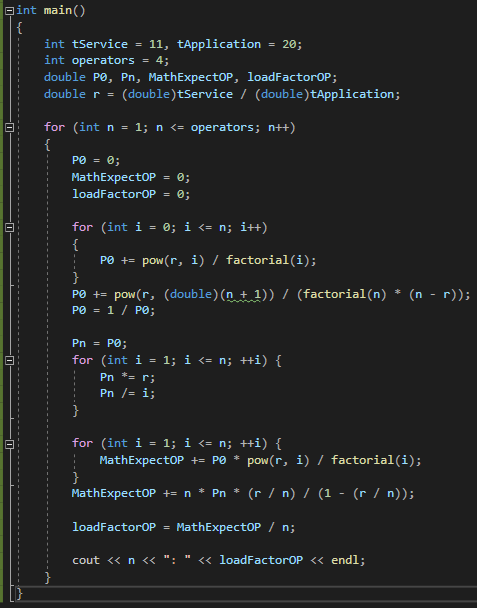 int main()
{
    int tService = 11, tApplication = 20;
    int operators = 4;
    double P0, Pn, MathExpectOP, loadFactorOP;
    double r = (double)tService / (double)tApplication;

    for (int n = 1; n <= operators; n++)
    {
        P0 = 0;
        MathExpectOP = 0;
        loadFactorOP = 0;

        for (int i = 0; i <= n; i++)
        {
            P0 += pow(r, i) / factorial(i);
        }
        P0 += pow(r, (double)(n + 1)) / (factorial(n) * (n - r));
        P0 = 1 / P0;

        Pn = P0;
        for (int i = 1; i <= n; ++i) {
            Pn *= r;
            Pn /= i;
        }

        for (int i = 1; i <= n; ++i) {
            MathExpectOP += P0 * pow(r, i) / factorial(i);
        }
        MathExpectOP += n * Pn * (r / n) / (1 - (r / n));

        loadFactorOP = MathExpectOP / n;

        cout << n << ": " << loadFactorOP << endl;
    }
}